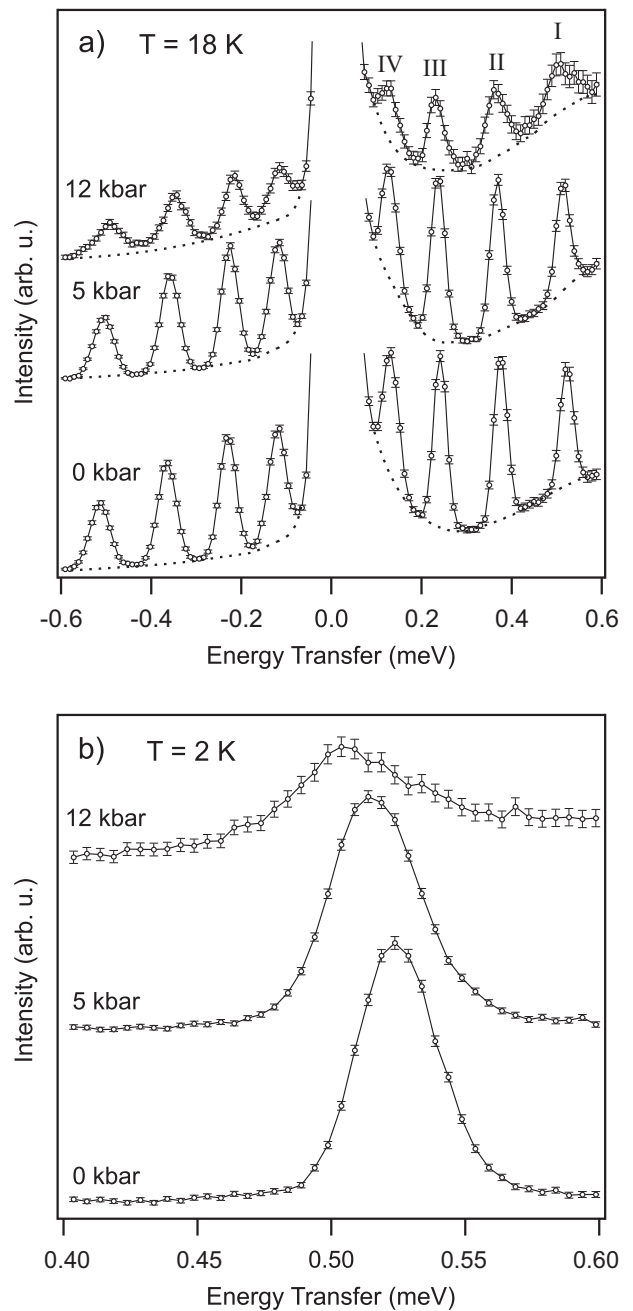 a) T = 18 K
I
II
III
IV
12 kbar
5 kbar
0 kbar
Intensity (arb. u.)
-0.6 -0.4 -0.2 0.0 0.2 0.4 0.6
Energy Transfer (meV)
b) T = 2 K
12 kbar
5 kbar
0 kbar
Intensity (arb. u.)
0.40 0.45 0.50 0.55 0.60
Energy Transfer (meV)